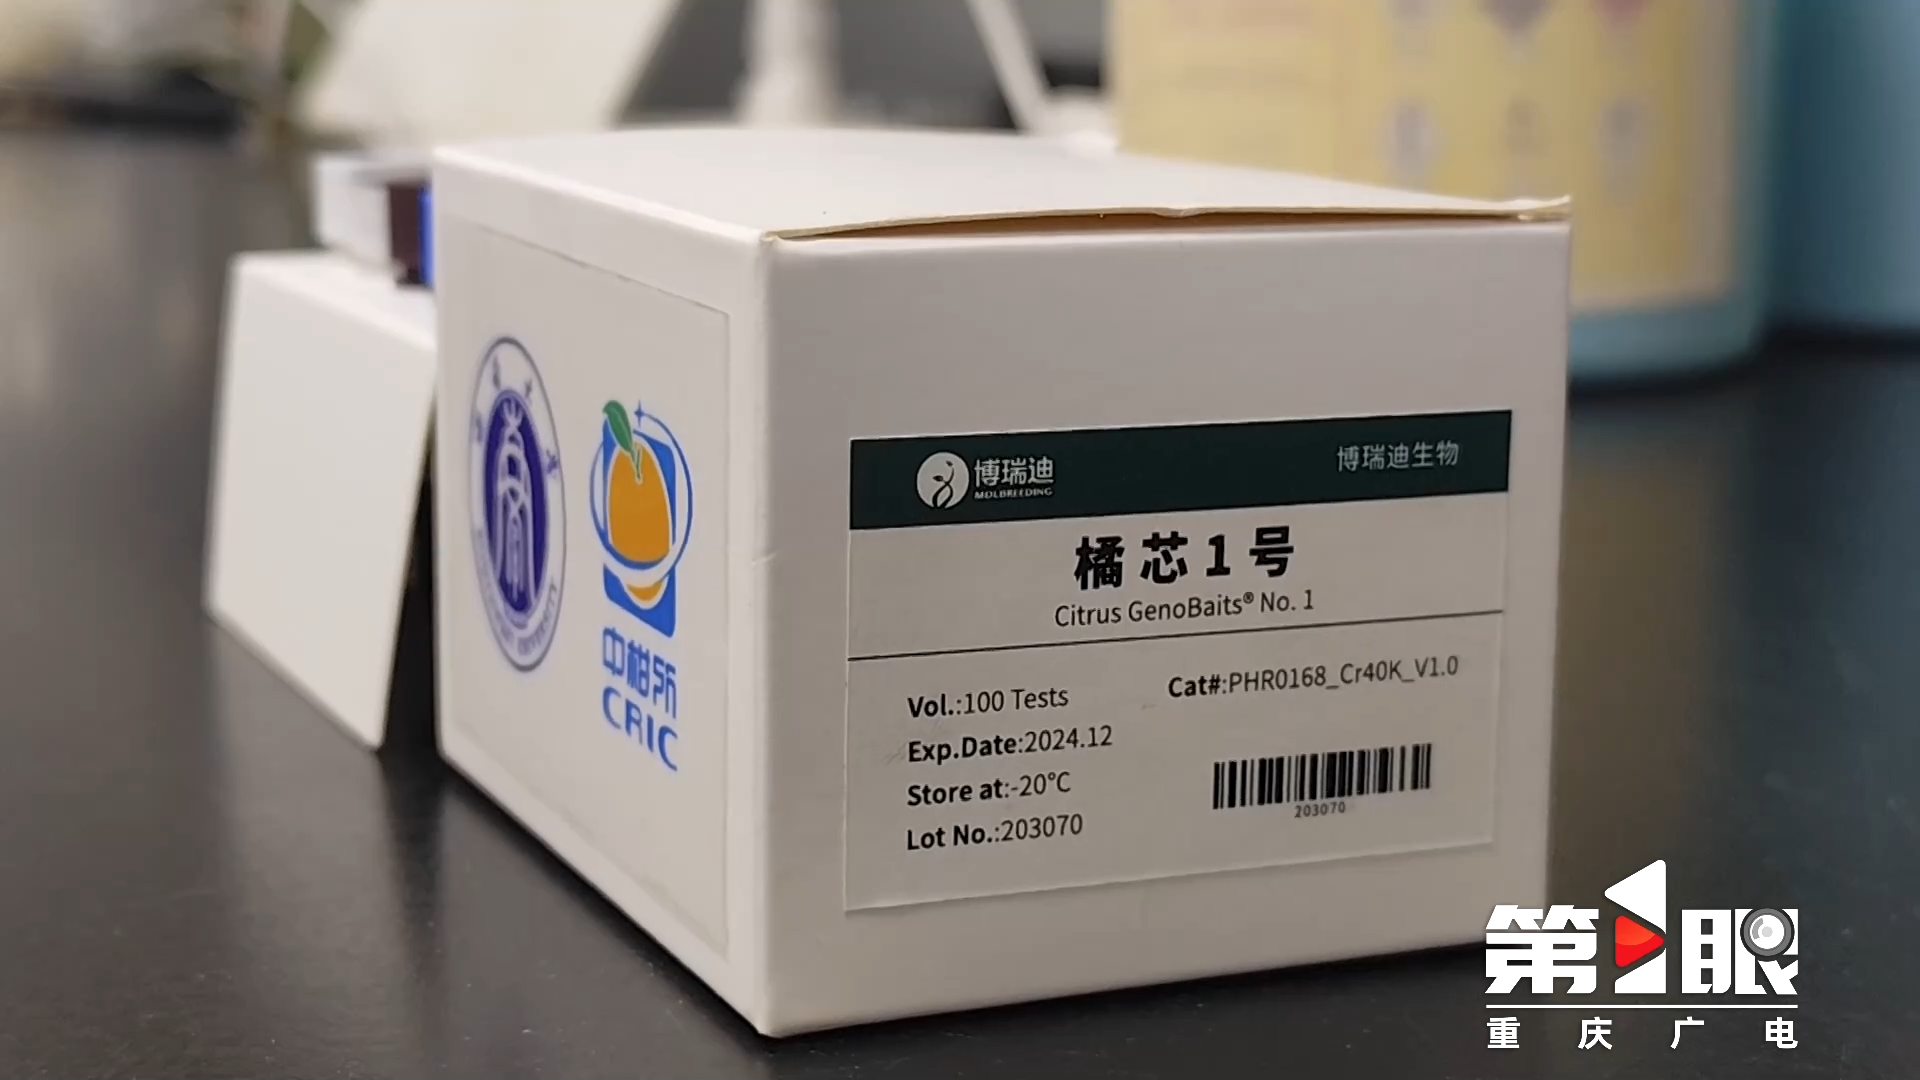 中柑所
CRIC
博瑞迪
MOLBREEDING
博瑞迪生物
橘芯1号
Citrus GenoBaits® No. 1
Vol.:100 Tests
Cat#:PHR0168_Cr40K_V1.0
Exp.Date:2024.12
Store at:-20℃
Lot No.:203070
203070
第1眼
重庆广电